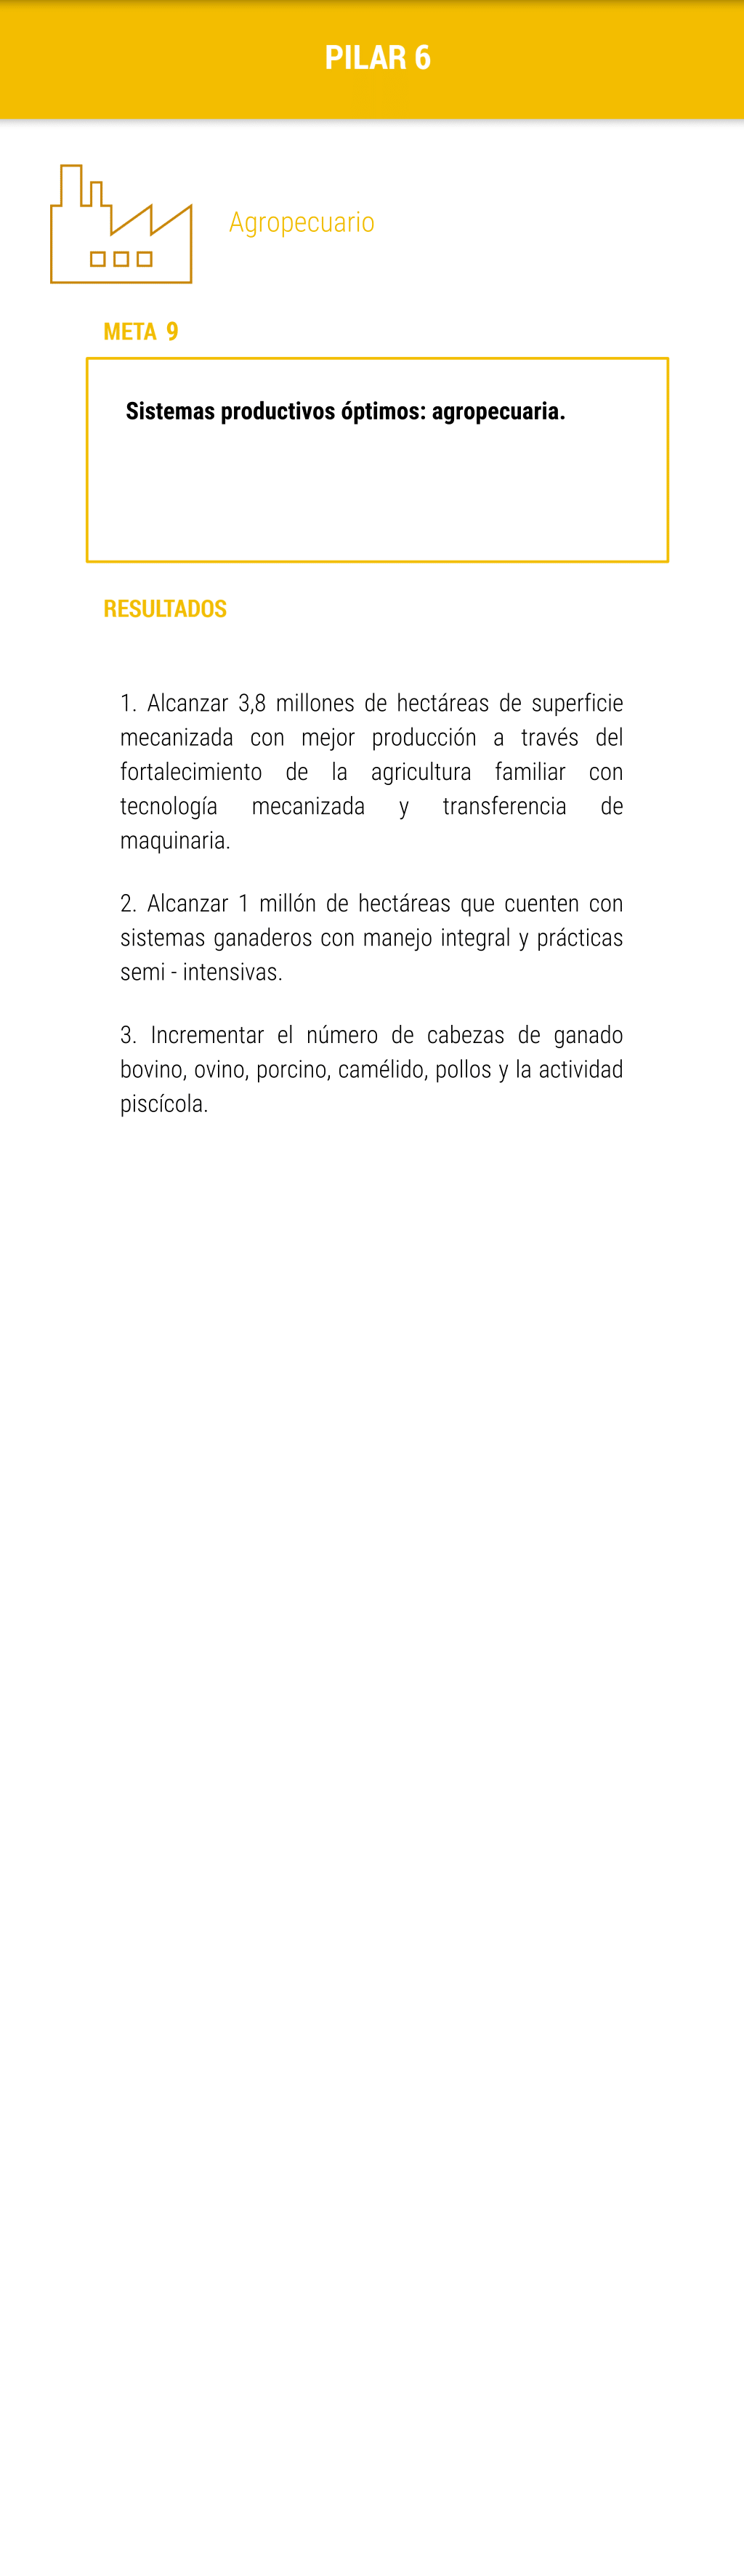 PILAR 6
Agropecuario
META 9
Sistemas productivos óptimos: agropecuaria.
RESULTADOS
1. Alcanzar 3,8 millones de hectáreas de superficie
mecanizada con mejor producción a través del
fortalecimiento de la agricultura familiar con
tecnología mecanizada y transferencia de
maquinaria.
2. Alcanzar 1 millón de hectáreas que cuenten con
sistemas ganaderos con manejo integral y prácticas
semi - intensivas.
3. Incrementar el número de cabezas de ganado
bovino, ovino, porcino, camélido, pollos y la actividad
piscícola.